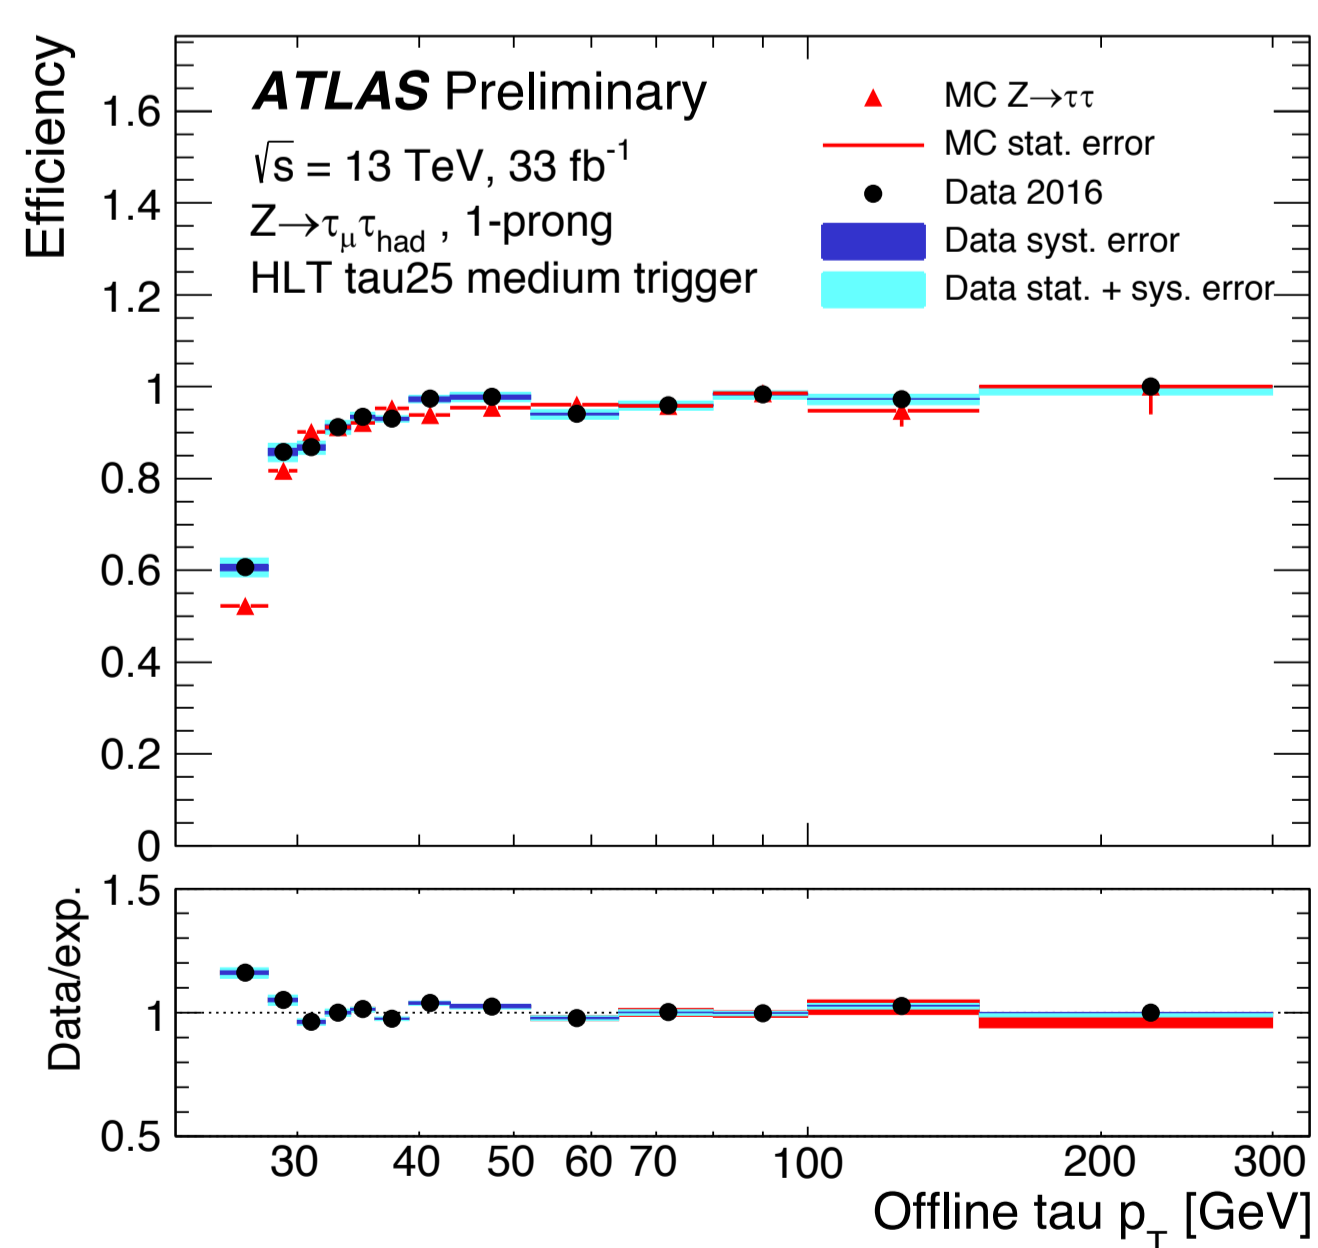 Efficiency
1.6
1.4
1.2
1
0.8
0.6
0.4
0.2
0
ATLAS Preliminary
√s = 13 TeV, 33 fb⁻¹
Z→τ_μτ_had , 1-prong
HLT tau25 medium trigger
MC Z→ττ
MC stat. error
Data 2016
Data syst. error
Data stat. + sys. error
Data/exp.
1.5
1
0.5
30 40 50 60 70 100 200 300
Offline tau p_T [GeV]